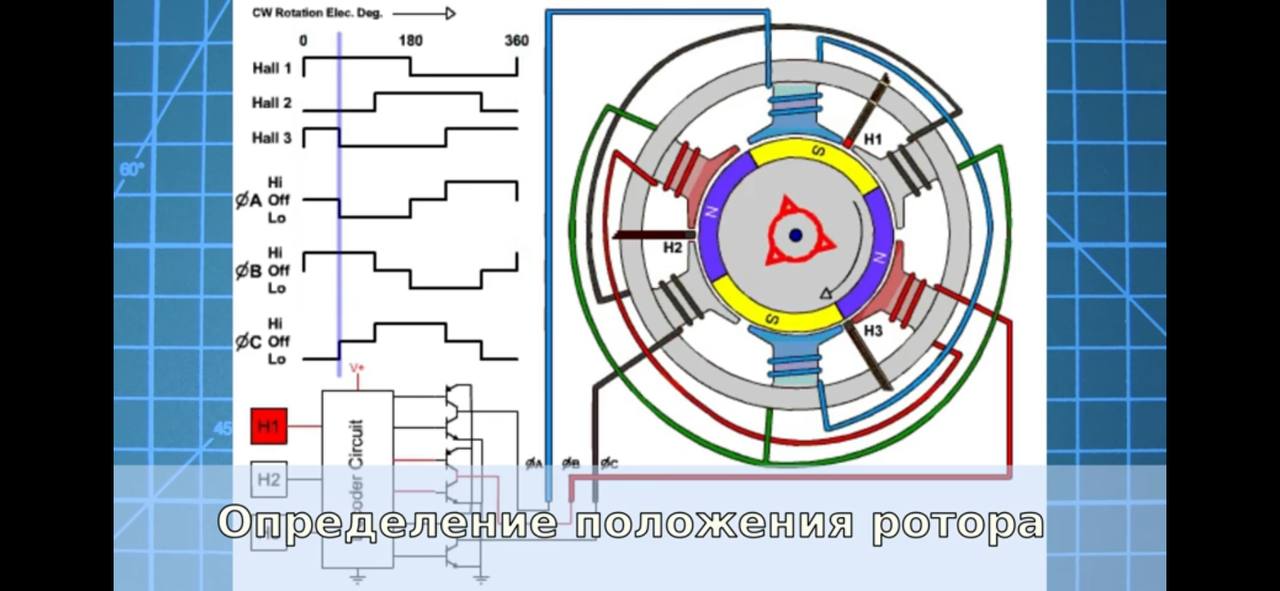 CW Rotation Elec. Deg.
0 180 360
Hall 1
Hall 2
Hall 3
Hi
ØA Off
Lo
Hi
ØB Off
Lo
Hi
ØC Off
Lo
V+
H1
H2
oder Circuit
ØA ØB ØC
S
H1
N
H2
N
S
H3
60°
45
Определение положения ротора